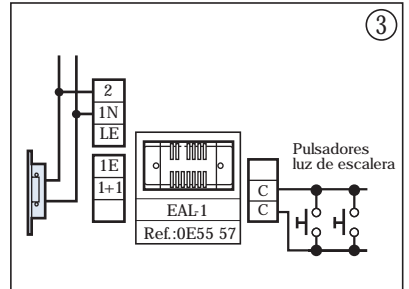 3
2
1N
LE
1E
1+1
EAL-1
Ref.:0E55 57
C
C
Pulsadores
luz de escalera